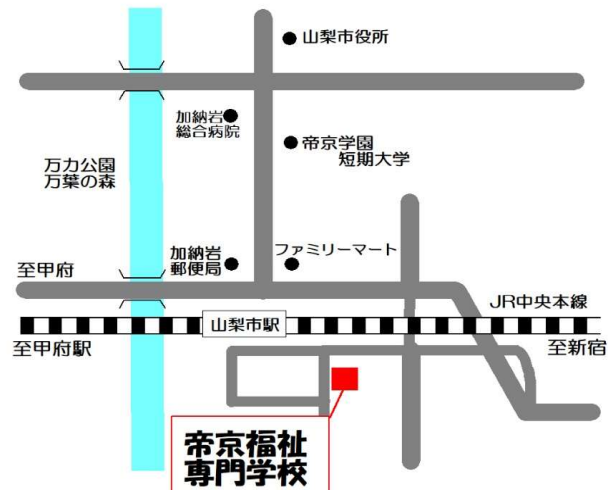 山梨市役所
加納岩
総合病院
帝京学園
短期大学
万力公園
万葉の森
加納岩
郵便局
ファミリーマート
至甲府
JR中央本線
山梨市駅
至甲府駅
至新宿
帝京福祉
専門学校